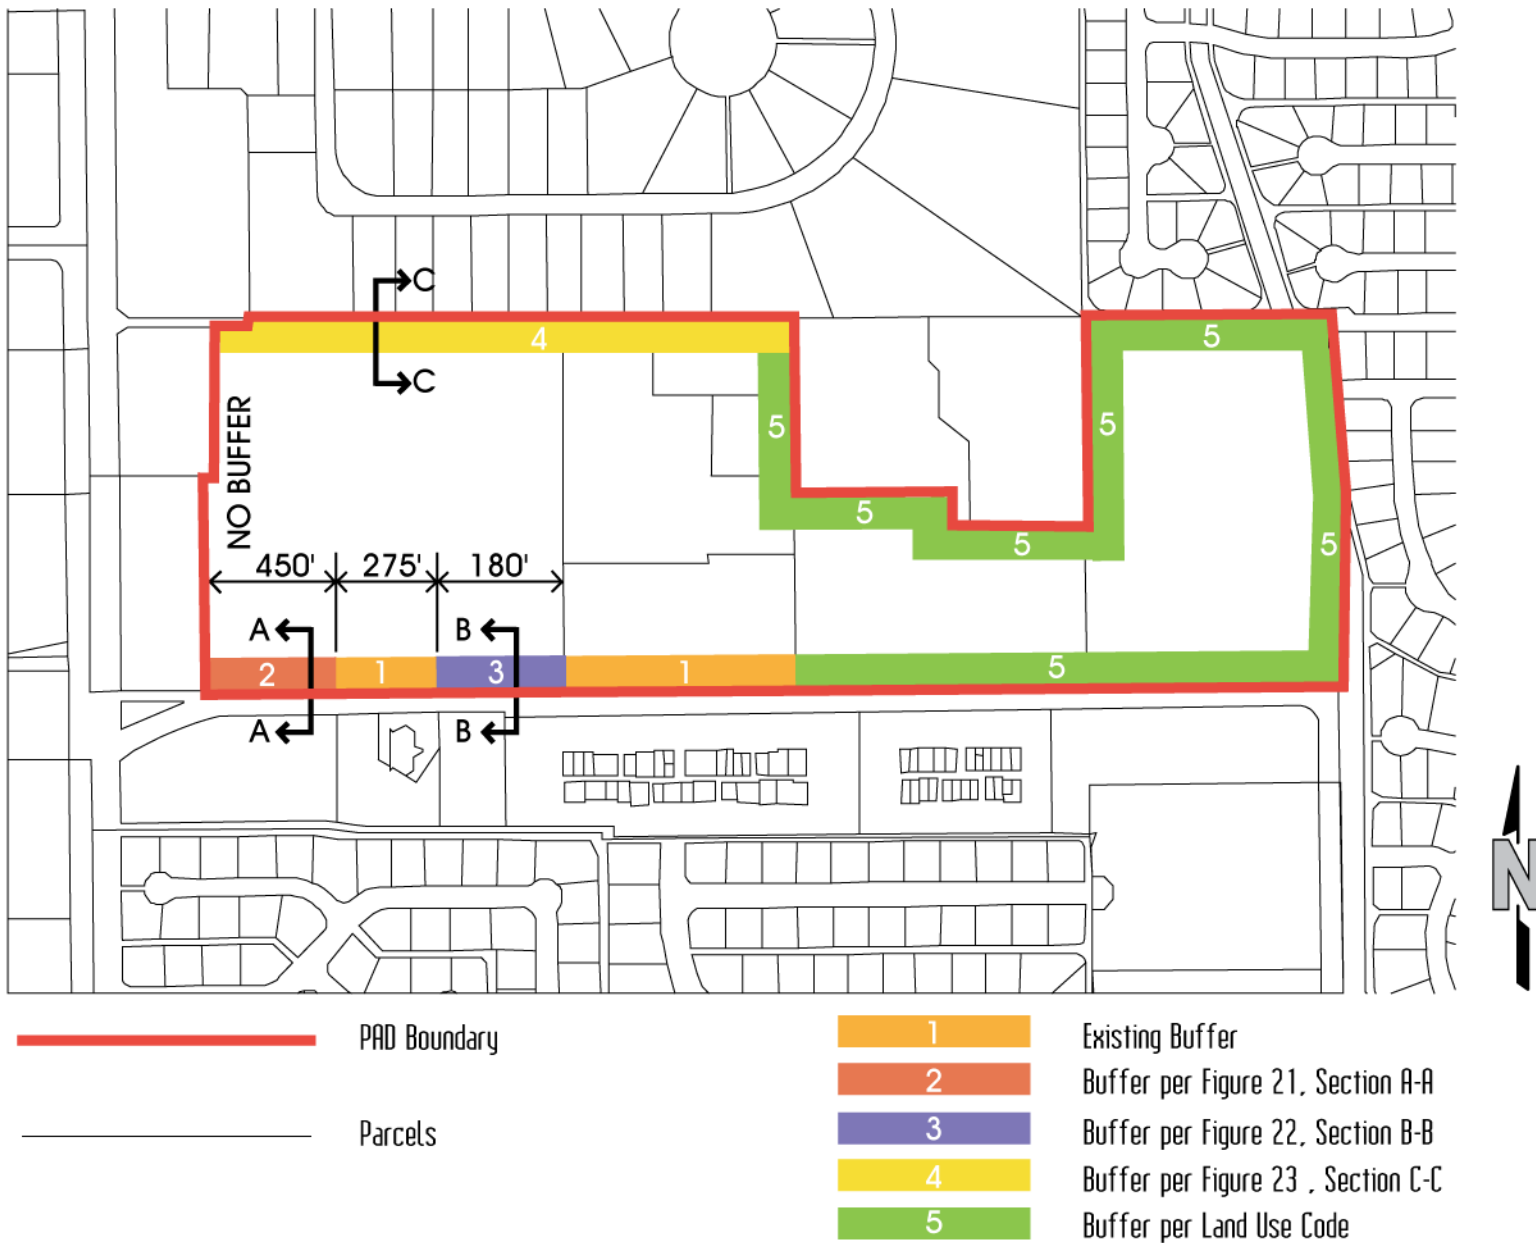 C
C
4
5
5
5
5
5
5
5
NO BUFFER
450' 275' 180'
A B
2 1 3 1 5
A B
N
PAD Boundary
Parcels
1 Existing Buffer
2 Buffer per Figure 21, Section A-A
3 Buffer per Figure 22, Section B-B
4 Buffer per Figure 23 , Section C-C
5 Buffer per Land Use Code